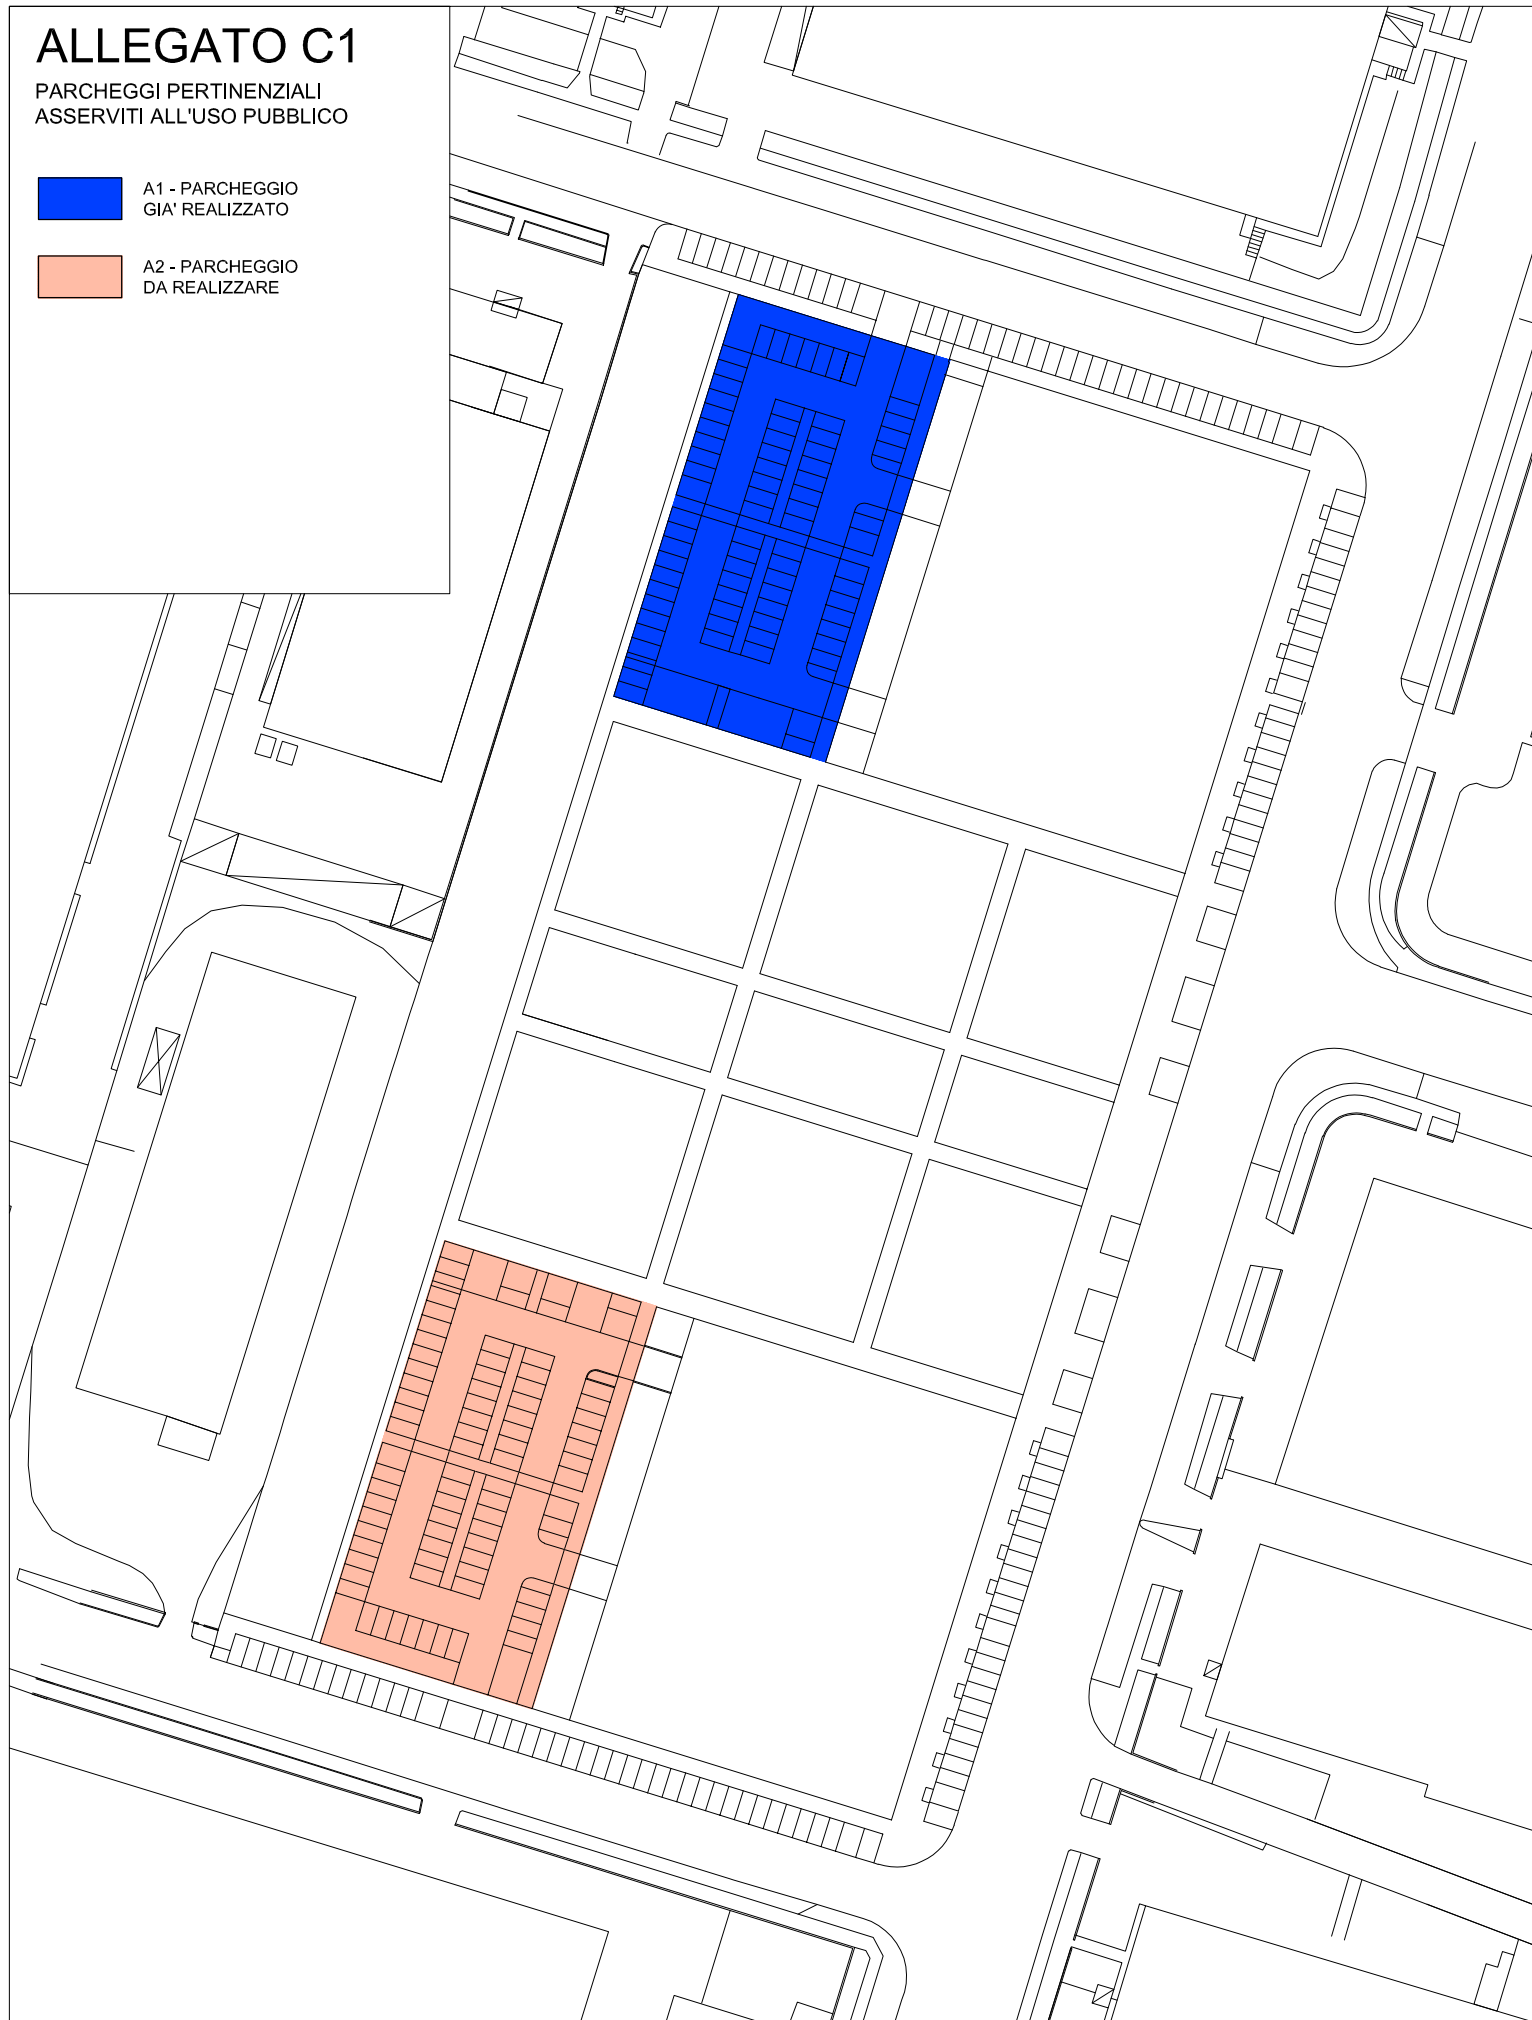 ALLEGATO C1
PARCHEGGI PERTINENZIALI
ASSERVITI ALL'USO PUBBLICO
A1 - PARCHEGGIO
GIA' REALIZZATO
A2 - PARCHEGGIO
DA REALIZZARE